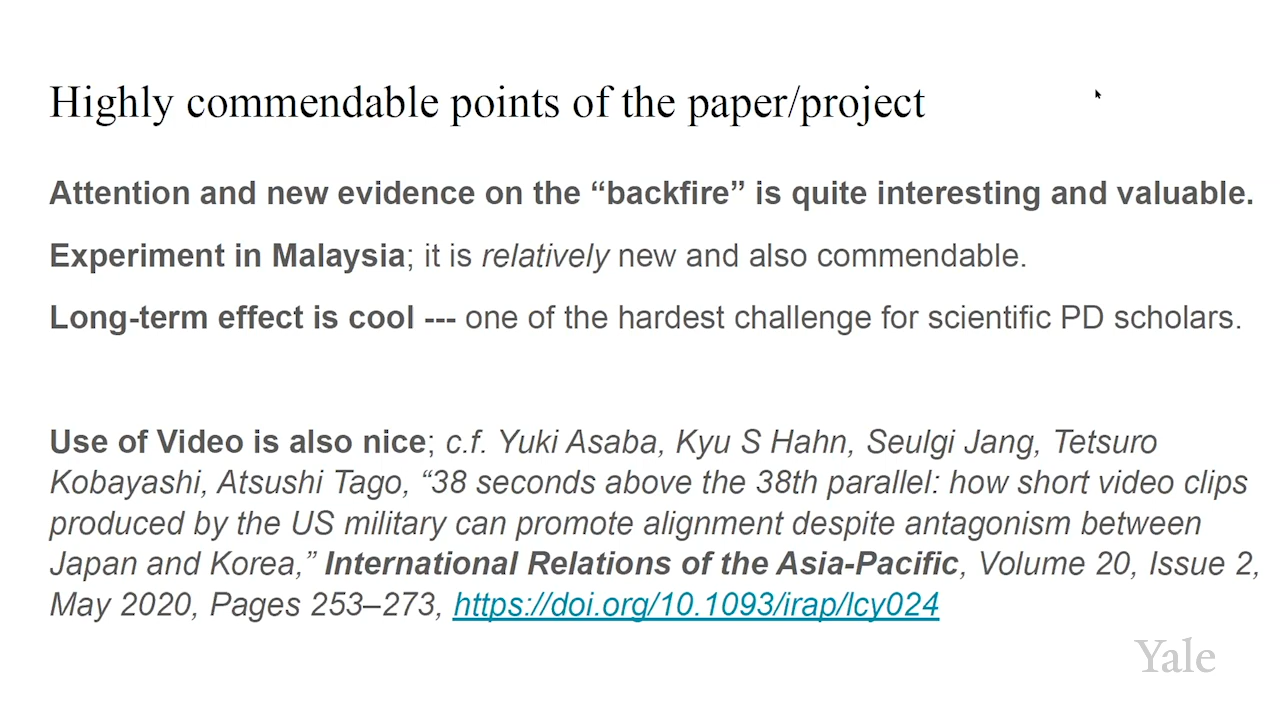 Highly commendable points of the paper/project
Attention and new evidence on the “backfire” is quite interesting and valuable.
Experiment in Malaysia; it is relatively new and also commendable.
Long-term effect is cool --- one of the hardest challenge for scientific PD scholars.
Use of Video is also nice; c.f. Yuki Asaba, Kyu S Hahn, Seulgi Jang, Tetsuro
Kobayashi, Atsushi Tago, “38 seconds above the 38th parallel: how short video clips
produced by the US military can promote alignment despite antagonism between
Japan and Korea,” International Relations of the Asia-Pacific, Volume 20, Issue 2,
May 2020, Pages 253–273, https://doi.org/10.1093/irap/lcy024
Yale